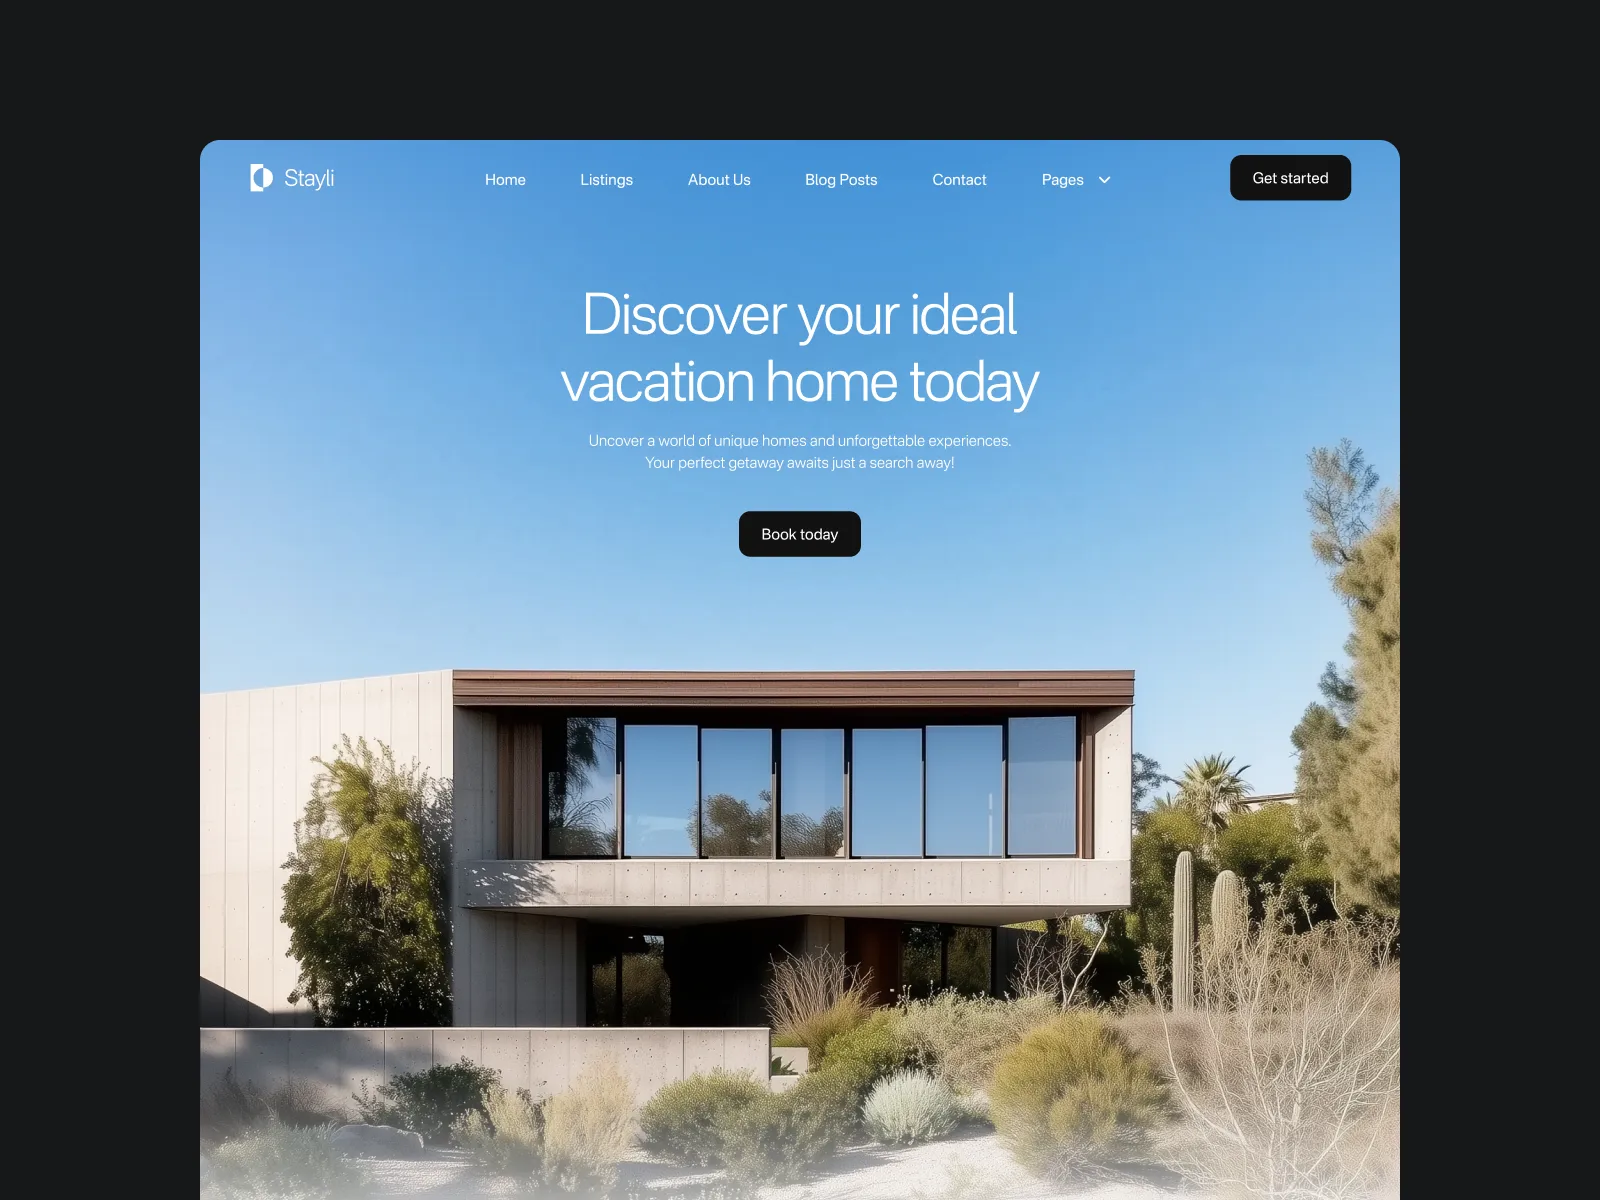 Stayli
Home
Listings
About Us
Blog Posts
Contact
Pages
Get started
Discover your ideal
vacation home today
Uncover a world of unique homes and unforgettable experiences.
Your perfect getaway awaits just a search away!
Book today